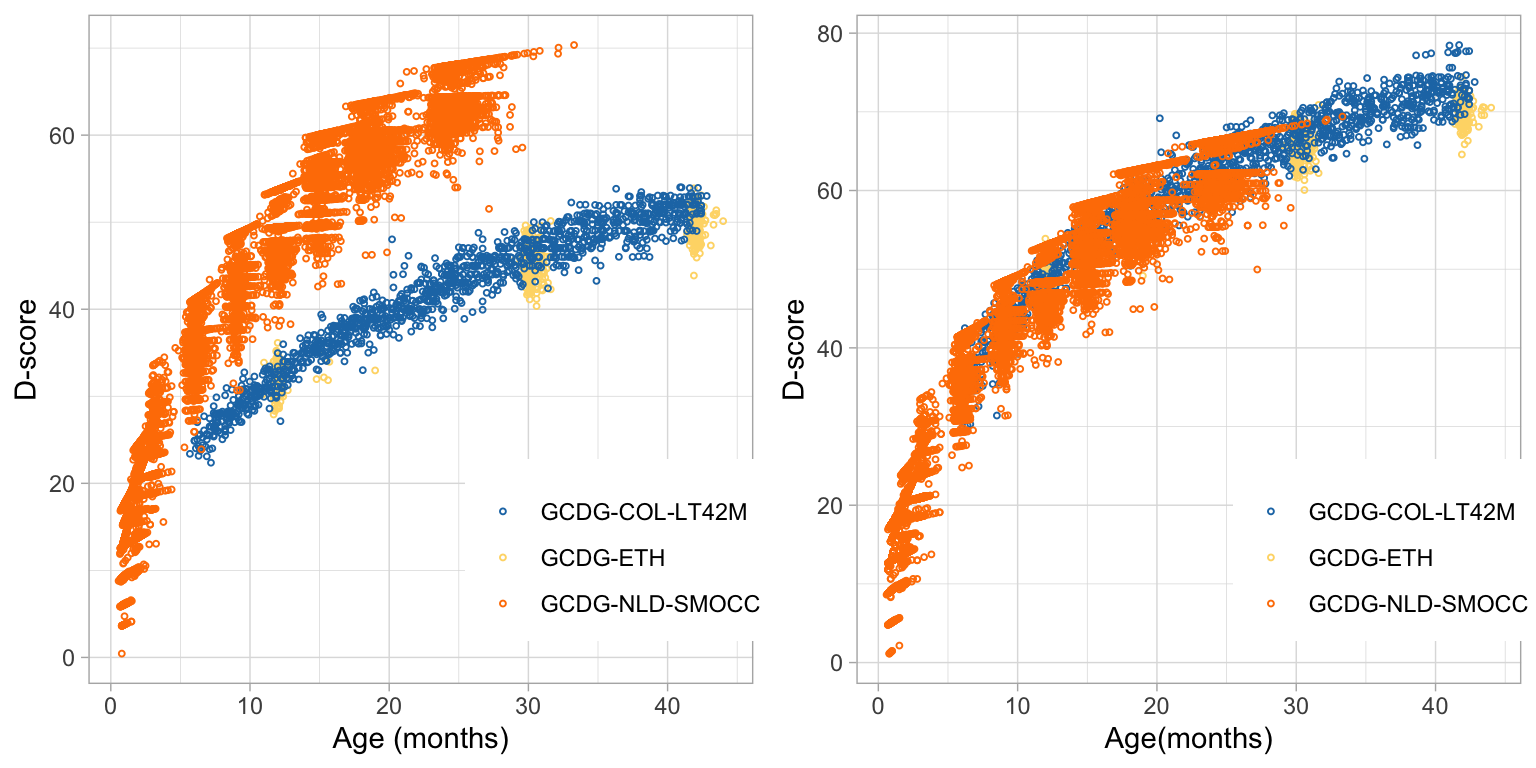 D-score
60
40
20
0
0 10 20 30 40
Age (months)
GCDG-COL-LT42M
GCDG-ETH
GCDG-NLD-SMOCC
D-score
80
60
40
20
0
0 10 20 30 40
Age(months)
GCDG-COL-LT42M
GCDG-ETH
GCDG-NLD-SMOCC